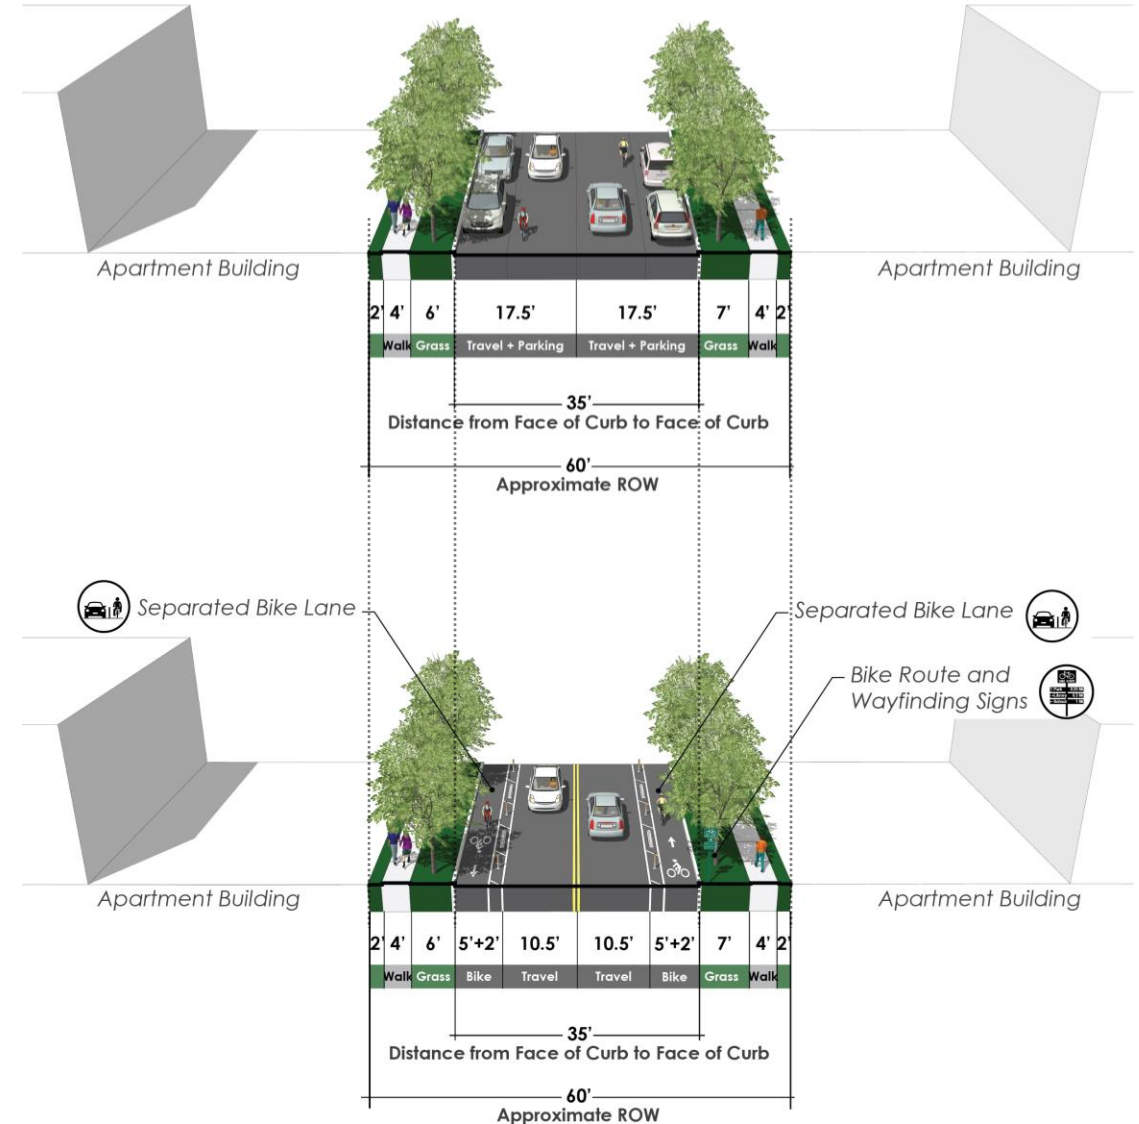 Apartment Building
Apartment Building
2' 4' 6' 17.5' 17.5' 7' 4' 2'
Walk Grass Travel + Parking Travel + Parking Grass Walk
35'
Distance from Face of Curb to Face of Curb
60'
Approximate ROW
Separated Bike Lane
Separated Bike Lane
Bike Route and
Wayfinding Signs
Apartment Building
Apartment Building
2' 4' 6' 5'+2' 10.5' 10.5' 5'+2' 7' 4' 2'
Walk Grass Bike Travel Travel Bike Grass Walk
35'
Distance from Face of Curb to Face of Curb
60'
Approximate ROW